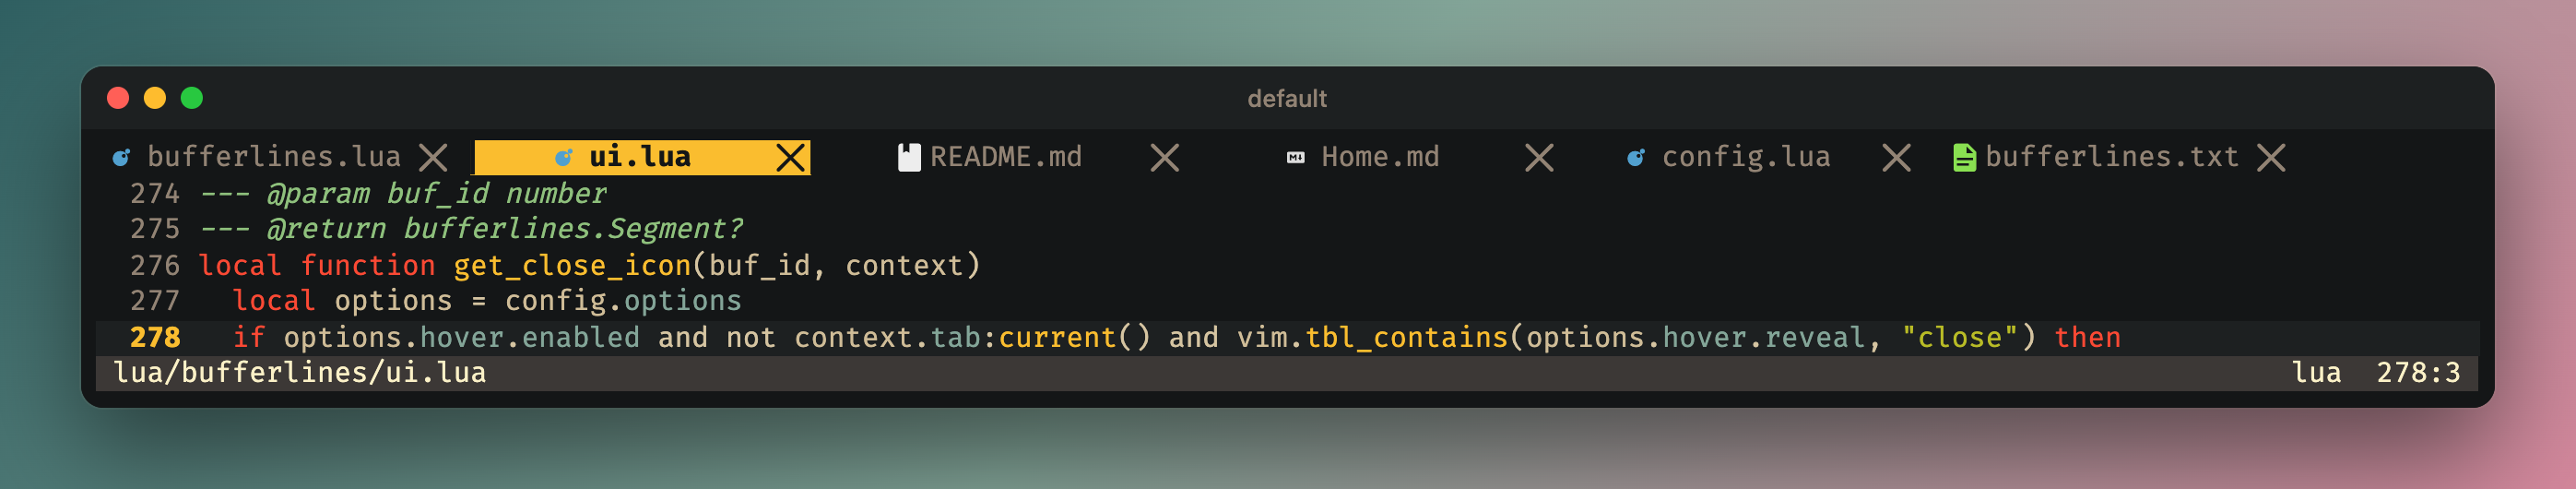 default
bufferlines.lua ui.lua README.md Home.md config.lua bufferlines.txt
274 --- @param buf_id number
275 --- @return bufferlines.Segment?
276 local function get_close_icon(buf_id, context)
277   local options = config.options
278   if options.hover.enabled and not context.tab:current() and vim.tbl_contains(options.hover.reveal, "close") then
lua/bufferlines/ui.lua lua 278:3